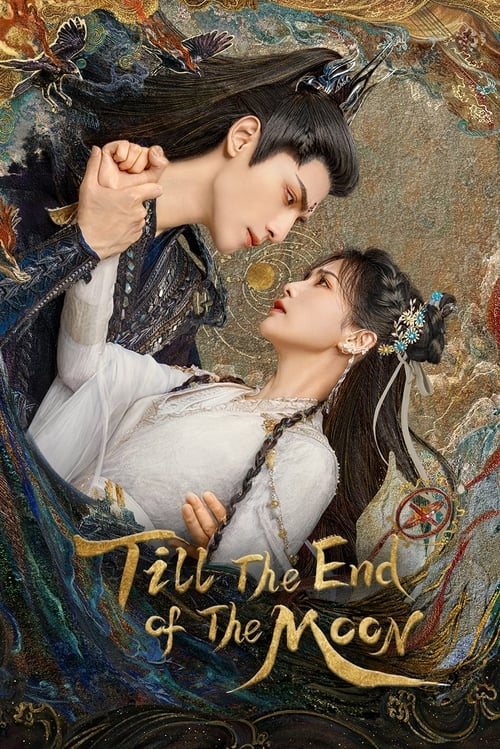 Till The End
of The Moon